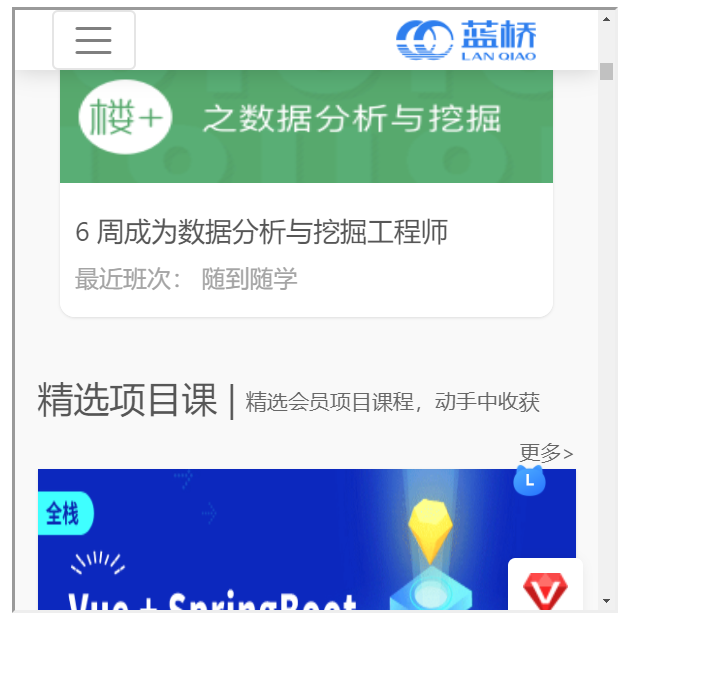 蓝桥
LAN QIAO
楼+ 之数据分析与挖掘
6 周成为数据分析与挖掘工程师
最近班次： 随到随学
精选项目课 | 精选会员项目课程，动手中收获
更多>
L
全栈
Vue + SpringBoot